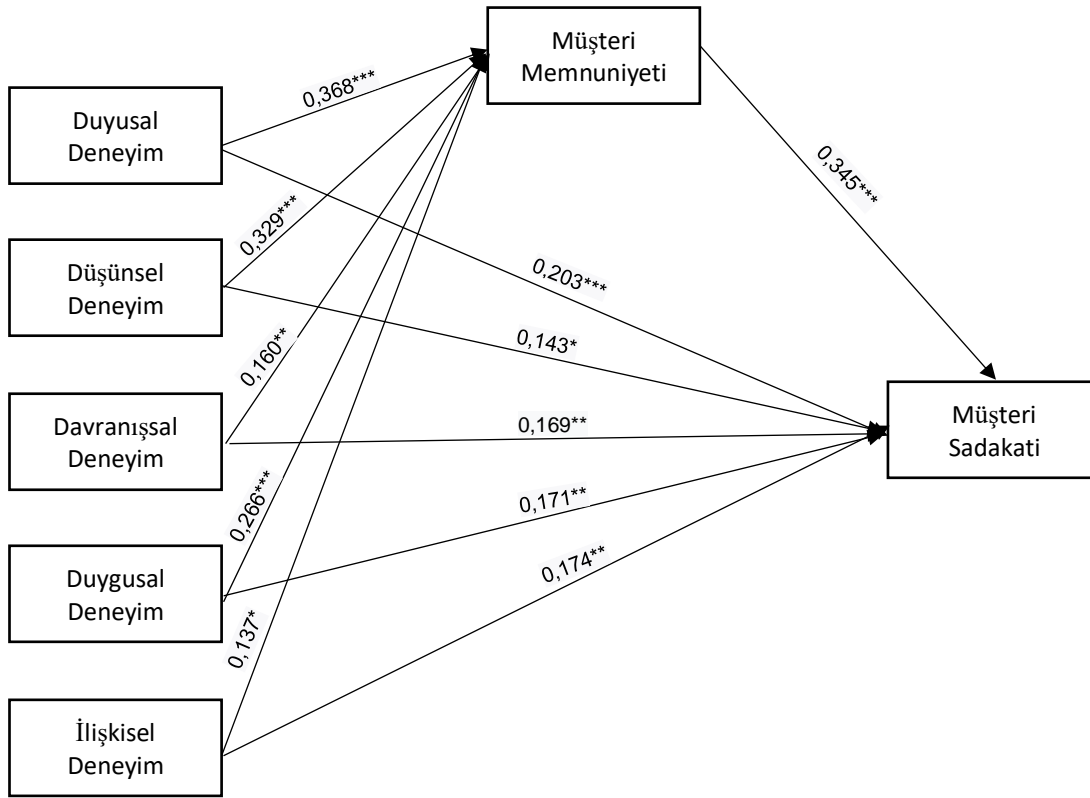 Müşteri
Memnuniyeti
0,368***
Duyusal
Deneyim
0,345***
0,329***
Düşünsel
Deneyim
0,203***
0,143*
0,160**
Davranışsal
Deneyim
0,169**
Müşteri
Sadakati
0,266***
0,171**
Duygusal
Deneyim
0,174**
0,137*
İlişkisel
Deneyim